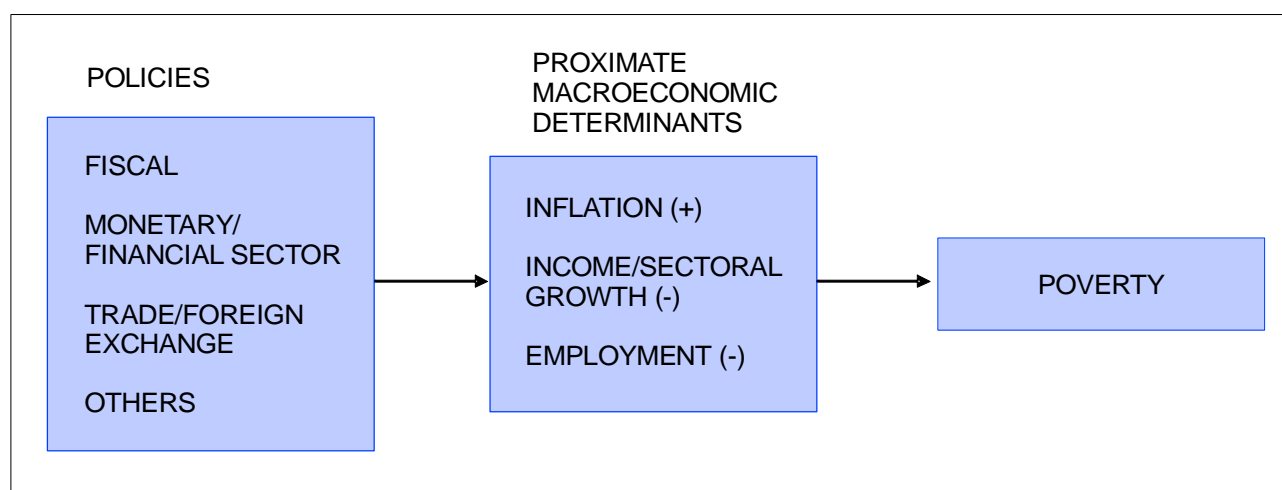 POLICIES
FISCAL
MONETARY/
FINANCIAL SECTOR
TRADE/FOREIGN
EXCHANGE
OTHERS
PROXIMATE
MACROECONOMIC
DETERMINANTS
INFLATION (+)
INCOME/SECTORAL
GROWTH (-)
EMPLOYMENT (-)
POVERTY